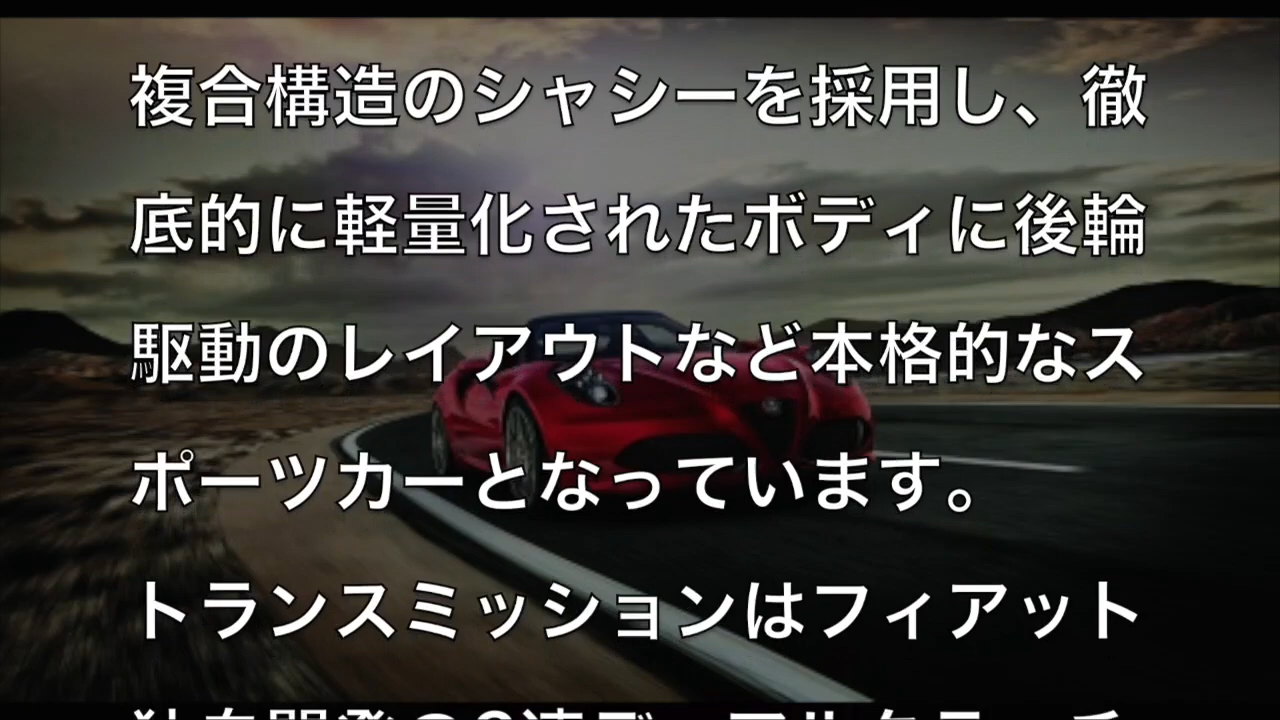 複合構造のシャシーを採用し、徹
底的に軽量化されたボディに後輪
駆動のレイアウトなど本格的なス
ポーツカーとなっています。
トランスミッションはフィアット